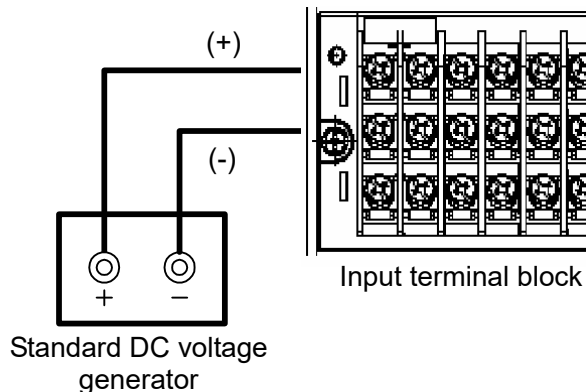 (+)
(-)
+
−
Input terminal block
Standard DC voltage
generator